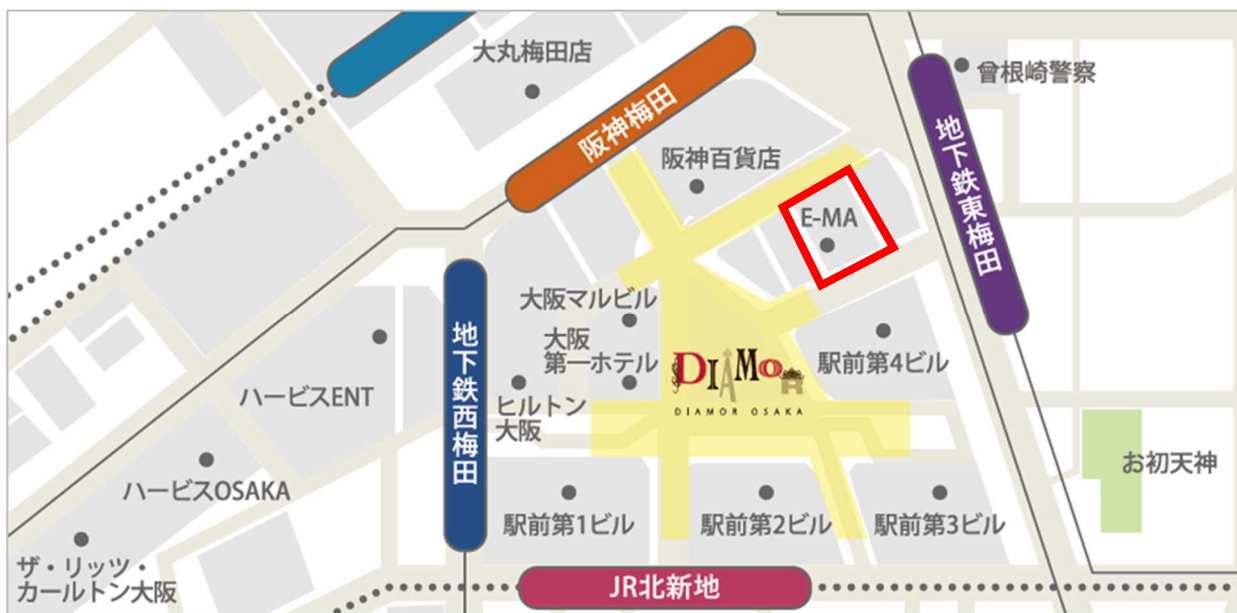 大丸梅田店
曾根崎警察
阪神梅田
地下鉄東梅田
阪神百貨店
E-MA
大阪マルビル
大阪
第一ホテル
地下鉄西梅田
DIAMOR
DIAMOR OSAKA
駅前第4ビル
ハービスENT
ヒルトン
大阪
お初天神
ハービスOSAKA
駅前第1ビル
駅前第2ビル
駅前第3ビル
ザ・リッツ・
カールトン大阪
JR北新地